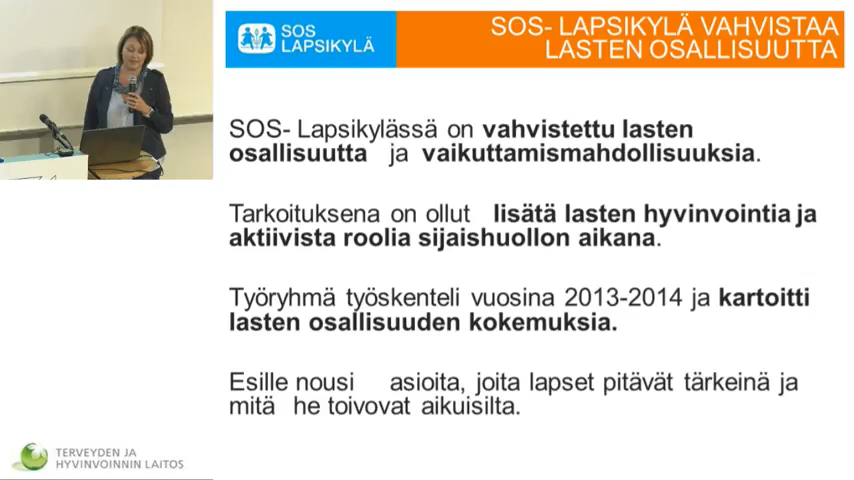 SOS
LAPSIKYLÄ
SOS- LAPSIKYLÄ VAHVISTAA
LASTEN OSALLISUUTTA
SOS- Lapsikylässä on vahvistettu lasten
osallisuutta ja vaikuttamismahdollisuuksia.
Tarkoituksena on ollut lisätä lasten hyvinvointia ja
aktiivista roolia sijaishuollon aikana.
Työryhmä työskenteli vuosina 2013-2014 ja kartoitti
lasten osallisuuden kokemuksia.
Esille nousi asioita, joita lapset pitävät tärkeinä ja
mitä he toivovat aikuisilta.
TERVEYDEN JA
HYVINVOINNIN LAITOS